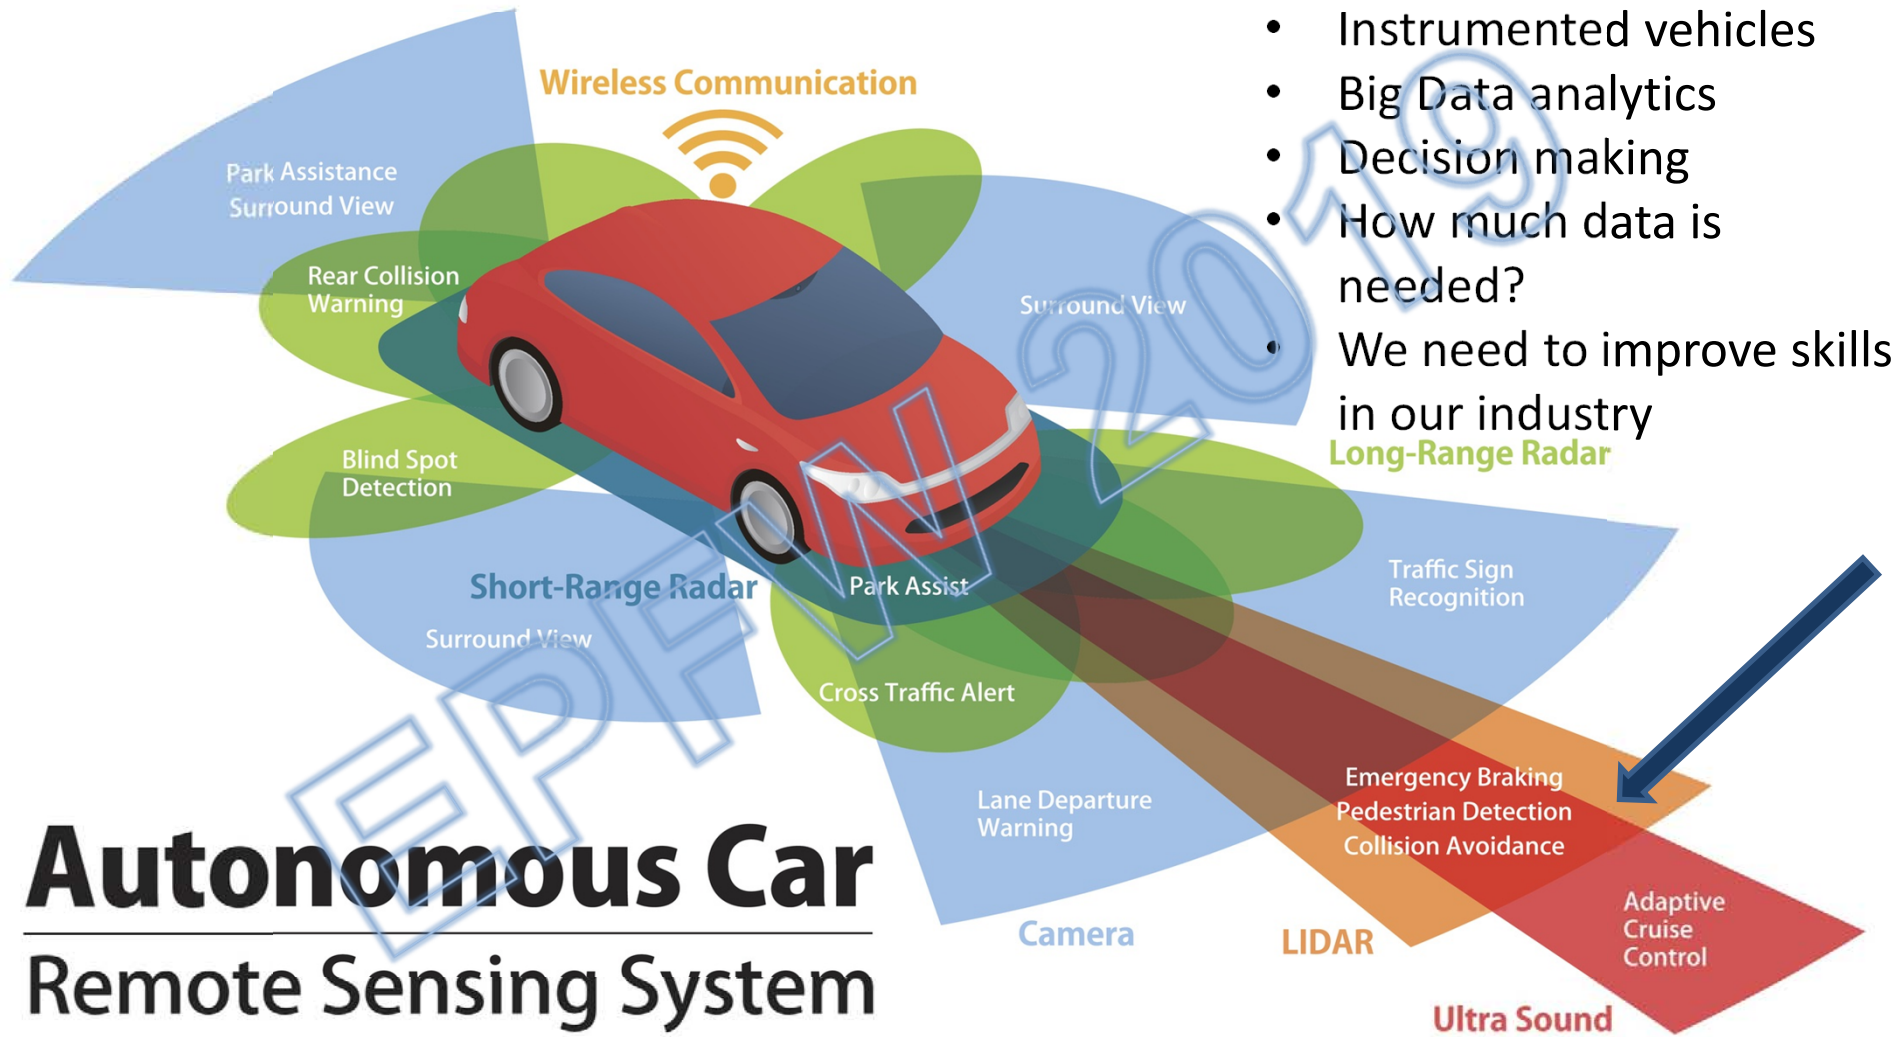 • Instrumented vehicles
• Big Data analytics
• Decision making
• How much data is
needed?
• We need to improve skills
in our industry
Wireless Communication
Park Assistance
Surround View
Rear Collision
Warning
Surround View
Blind Spot
Detection
Long-Range Radar
Short-Range Radar
Park Assist
Traffic Sign
Recognition
Surround View
Cross Traffic Alert
Emergency Braking
Pedestrian Detection
Collision Avoidance
Lane Departure
Warning
Adaptive
Cruise
Control
Camera
LIDAR
Ultra Sound
Autonomous Car
Remote Sensing System
EPFW 2019